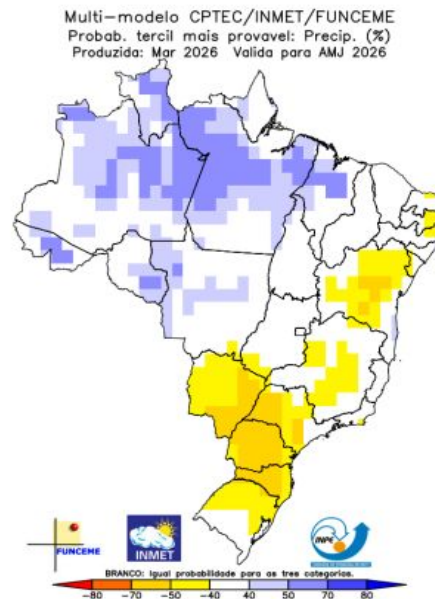 Multi-modelo CPTEC/INMET/FUNCEME
Probab. tercil mais provavel: Precip. (%)
Produzida: Mar 2026 Valida para AMJ 2026
FUNCEME
INMET
INPE
BRANCO: Igual probabilidade para as tres categorias.
-80 -70 -50 -40 40 50 70 80